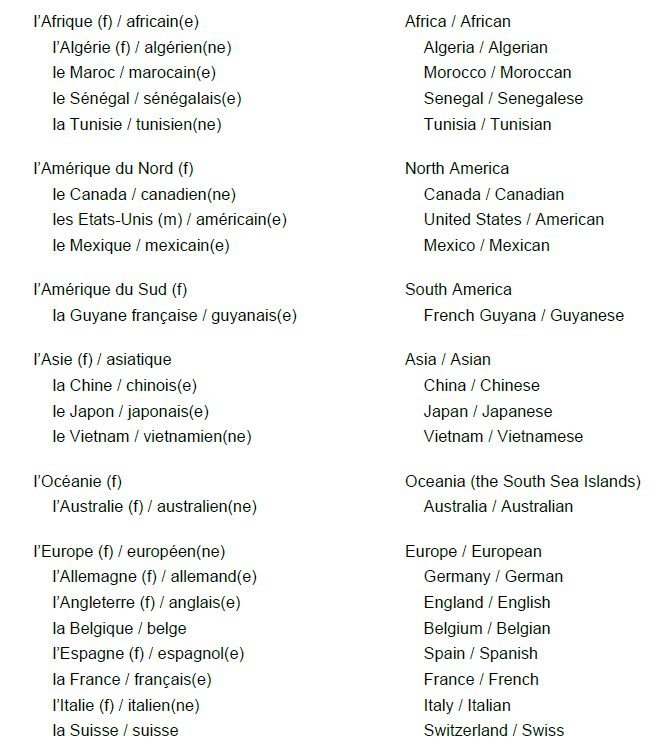 l'Afrique (f) / africain(e) Africa / African
l'Algérie (f) / algérien(ne) Algeria / Algerian
le Maroc / marocain(e) Morocco / Moroccan
le Sénégal / sénégalais(e) Senegal / Senegalese
la Tunisie / tunisien(ne) Tunisia / Tunisian
l'Amérique du Nord (f) North America
le Canada / canadien(ne) Canada / Canadian
les Etats-Unis (m) / américain(e) United States / American
le Mexique / mexicain(e) Mexico / Mexican
l'Amérique du Sud (f) South America
la Guyane française / guyanais(e) French Guyana / Guyanese
l'Asie (f) / asiatique Asia / Asian
la Chine / chinois(e) China / Chinese
le Japon / japonais(e) Japan / Japanese
le Vietnam / vietnamien(ne) Vietnam / Vietnamese
l'Océanie (f) Oceania (the South Sea Islands)
l'Australie (f) / australien(ne) Australia / Australian
l'Europe (f) / européen(ne) Europe / European
l'Allemagne (f) / allemand(e) Germany / German
l'Angleterre (f) / anglais(e) England / English
la Belgique / belge Belgium / Belgian
l'Espagne (f) / espagnol(e) Spain / Spanish
la France / français(e) France / French
l'Italie (f) / italien(ne) Italy / Italian
la Suisse / suisse Switzerland / Swiss